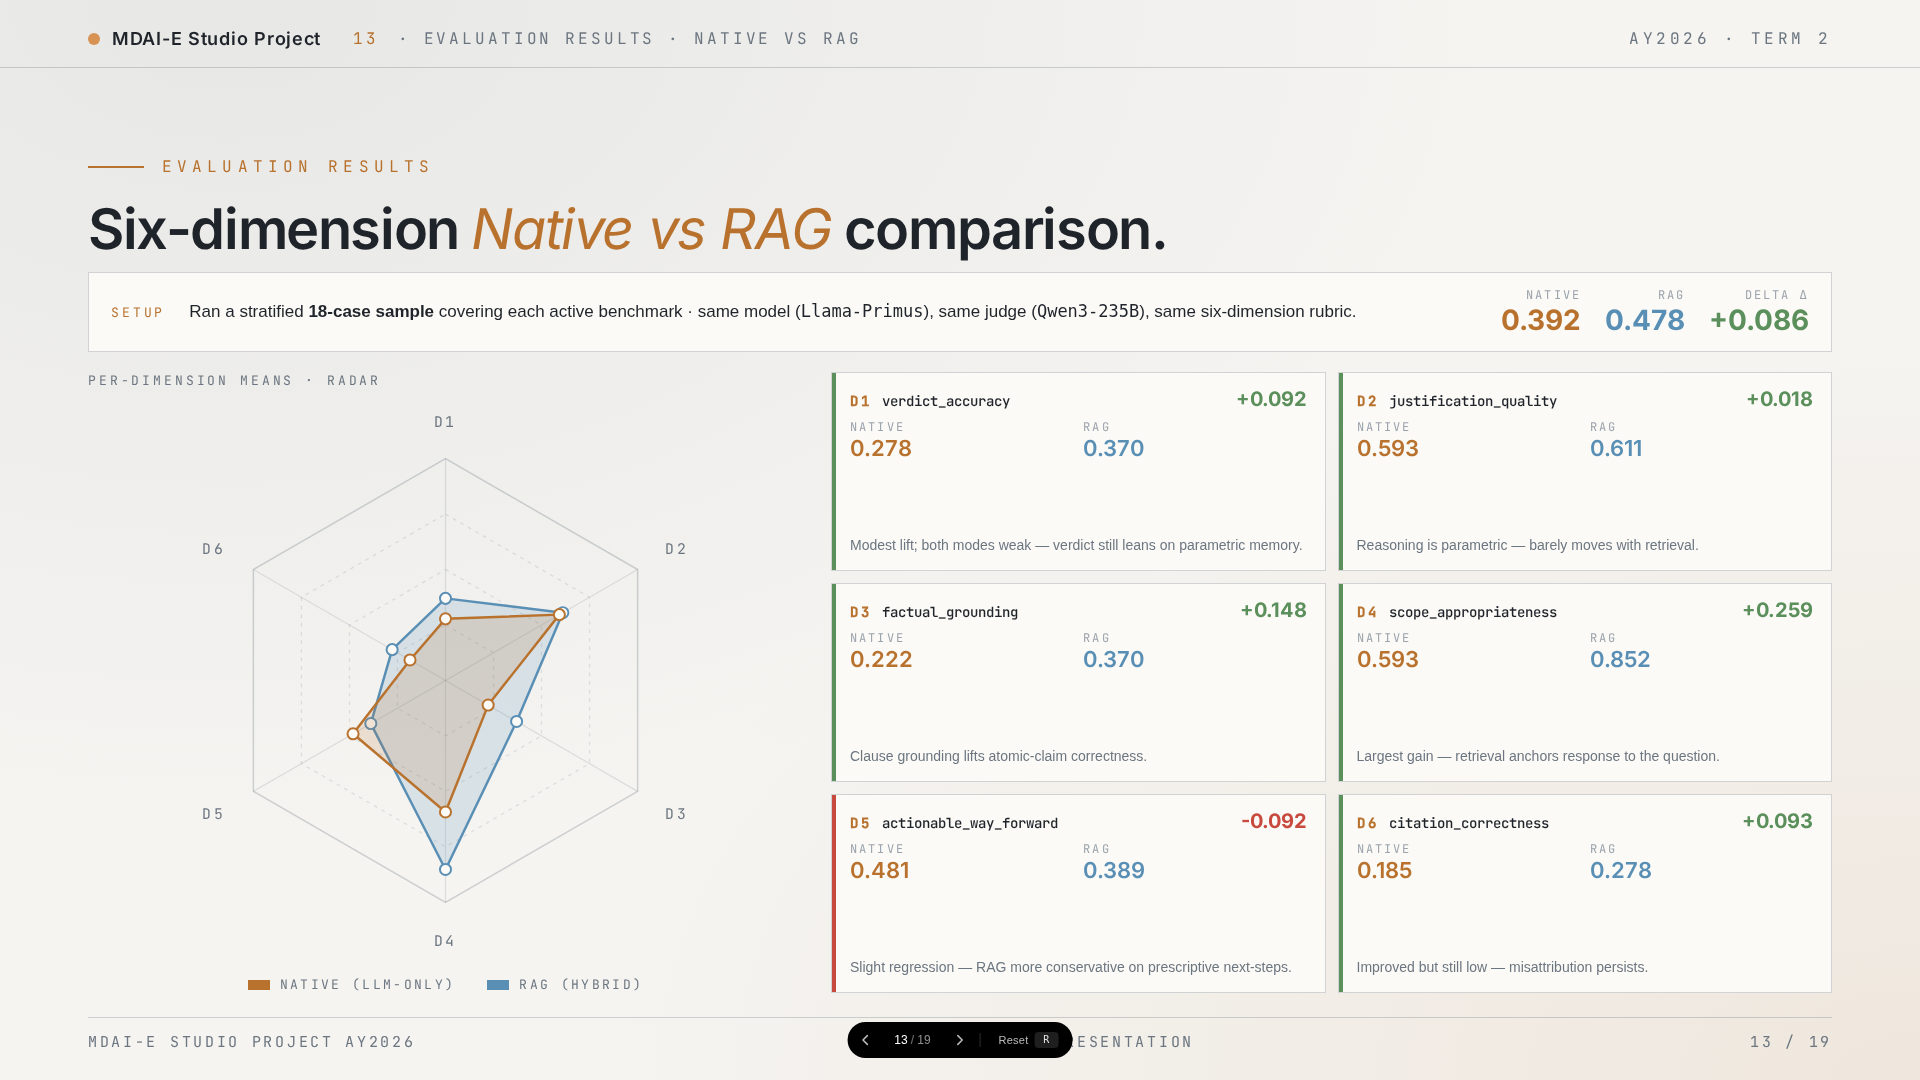 MDAI-E Studio Project 13 · EVALUATION RESULTS · NATIVE VS RAG AY2026 · TERM 2
EVALUATION RESULTS
Six-dimension Native vs RAG comparison.
SETUP Ran a stratified 18-case sample covering each active benchmark · same model (Llama-Primus), same judge (Qwen3-235B), same six-dimension rubric.
NATIVE RAG DELTA Δ
0.392 0.478 +0.086
PER-DIMENSION MEANS · RADAR
D1
D6 D2
D5 D3
D4
NATIVE (LLM-ONLY) RAG (HYBRID)
D1 verdict_accuracy +0.092
NATIVE RAG
0.278 0.370
Modest lift; both modes weak — verdict still leans on parametric memory.
D2 justification_quality +0.018
NATIVE RAG
0.593 0.611
Reasoning is parametric — barely moves with retrieval.
D3 factual_grounding +0.148
NATIVE RAG
0.222 0.370
Clause grounding lifts atomic-claim correctness.
D4 scope_appropriateness +0.259
NATIVE RAG
0.593 0.852
Largest gain — retrieval anchors response to the question.
D5 actionable_way_forward -0.092
NATIVE RAG
0.481 0.389
Slight regression — RAG more conservative on prescriptive next-steps.
D6 citation_correctness +0.093
NATIVE RAG
0.185 0.278
Improved but still low — misattribution persists.
MDAI-E STUDIO PROJECT AY2026 13 / 19 Reset R ESENTATION 13 / 19